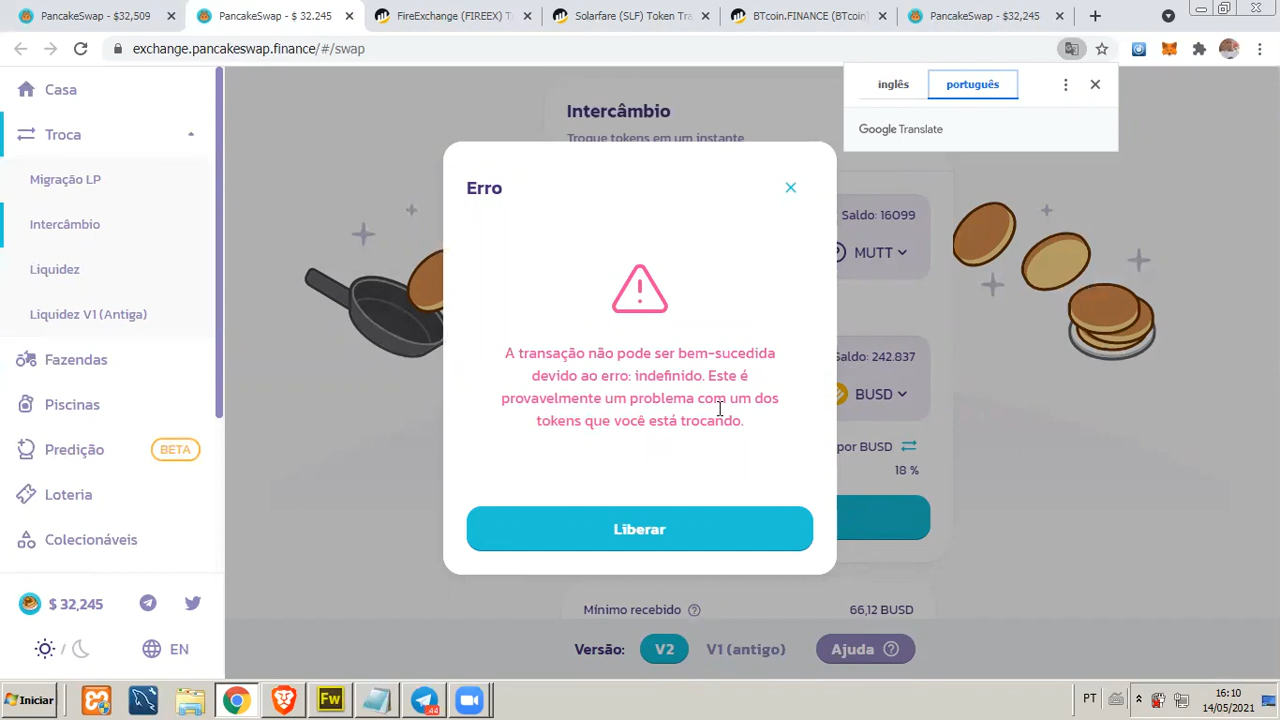 PancakeSwap - $32,509
PancakeSwap - $ 32.245
FireExchange (FIREEX) T
Solarfare (SLF) Token Tra
BTcoin.FINANCE (BTcoin)
PancakeSwap - $32,245
exchange.pancakeswap.finance/#/swap
inglês
português
Google Translate
Casa
Troca
Migração LP
Intercâmbio
Liquidez
Liquidez V1 (Antiga)
Fazendas
Piscinas
Predição
BETA
Loteria
Colecionáveis
$ 32,245
EN
Intercâmbio
Troque tokens em um instante
Saldo: 16099
MUTT
Saldo: 242.837
BUSD
por BUSD
18 %
Erro
A transação não pode ser bem-sucedida
devido ao erro: indefinido. Este é
provavelmente um problema com um dos
tokens que você está trocando.
Liberar
Mínimo recebido
66,12 BUSD
Versão:
V2
V1 (antigo)
Ajuda
Iniciar
Fw
44
PT
16:10
14/05/2021